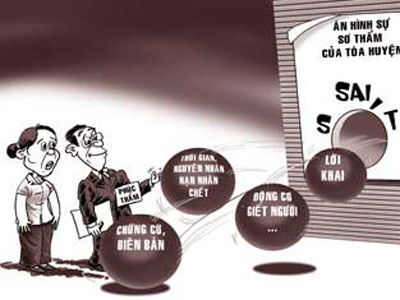 ÁN HÌNH SỰ
SƠ THẨM
CỦA TÒA HUYỆN
SAI,
S T
THỜI GIAN,
NGUYÊN NHÂN
NẠN NHÂN
CHẾT
LỜI
KHAI
PHÚC
THẨM
ĐỘNG CƠ
GIẾT NGƯỜI
...
CHỨNG CỨ,
BIÊN BẢN